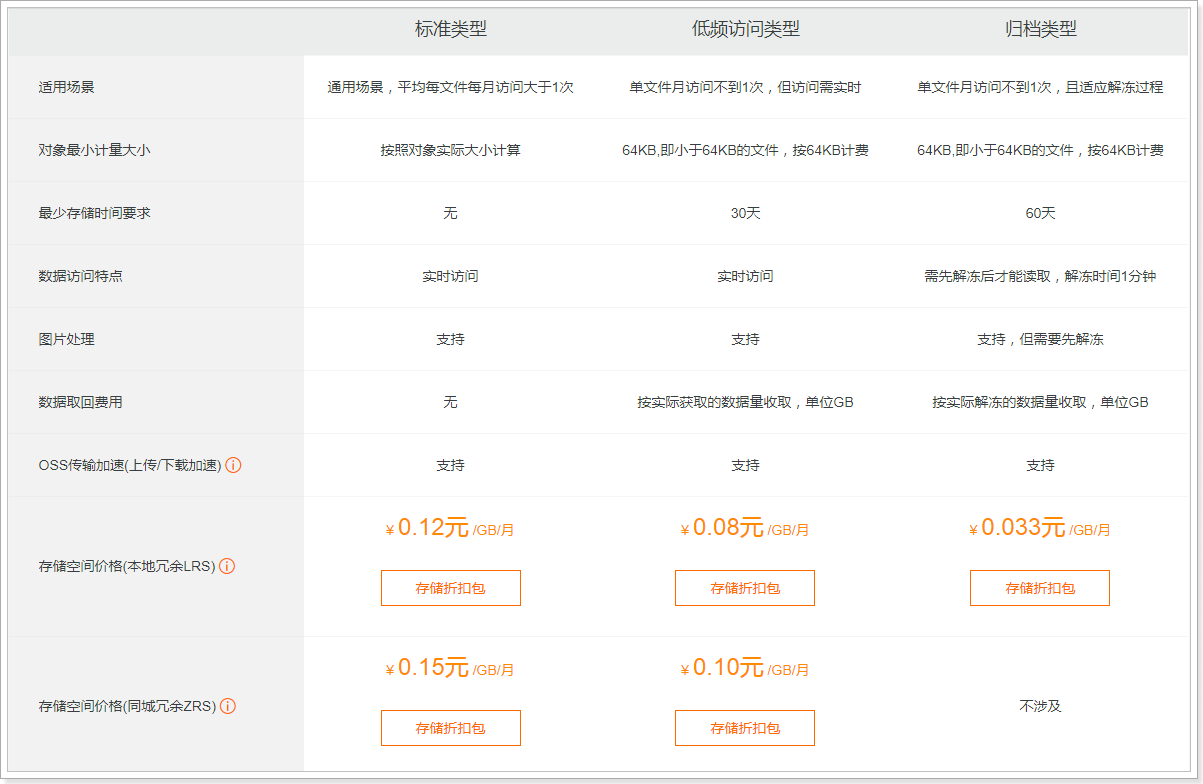 标准类型 低频访问类型 归档类型
适用场景 通用场景，平均每文件每月访问大于1次 单文件月访问不到1次，但访问需实时 单文件月访问不到1次，且适应解冻过程
对象最小计量大小 按照对象实际大小计算 64KB,即小于64KB的文件，按64KB计费 64KB,即小于64KB的文件，按64KB计费
最少存储时间要求 无 30天 60天
数据访问特点 实时访问 实时访问 需先解冻后才能读取，解冻时间1分钟
图片处理 支持 支持 支持，但需要先解冻
数据取回费用 无 按实际获取的数据量收取，单位GB 按实际解冻的数据量收取，单位GB
OSS传输加速(上传/下载加速) 支持 支持 支持
存储空间价格(本地冗余LRS) ¥ 0.12元 /GB/月 ¥ 0.08元 /GB/月 ¥ 0.033元 /GB/月
存储折扣包 存储折扣包 存储折扣包
存储空间价格(同城冗余ZRS) ¥ 0.15元 /GB/月 ¥ 0.10元 /GB/月 不涉及
存储折扣包 存储折扣包